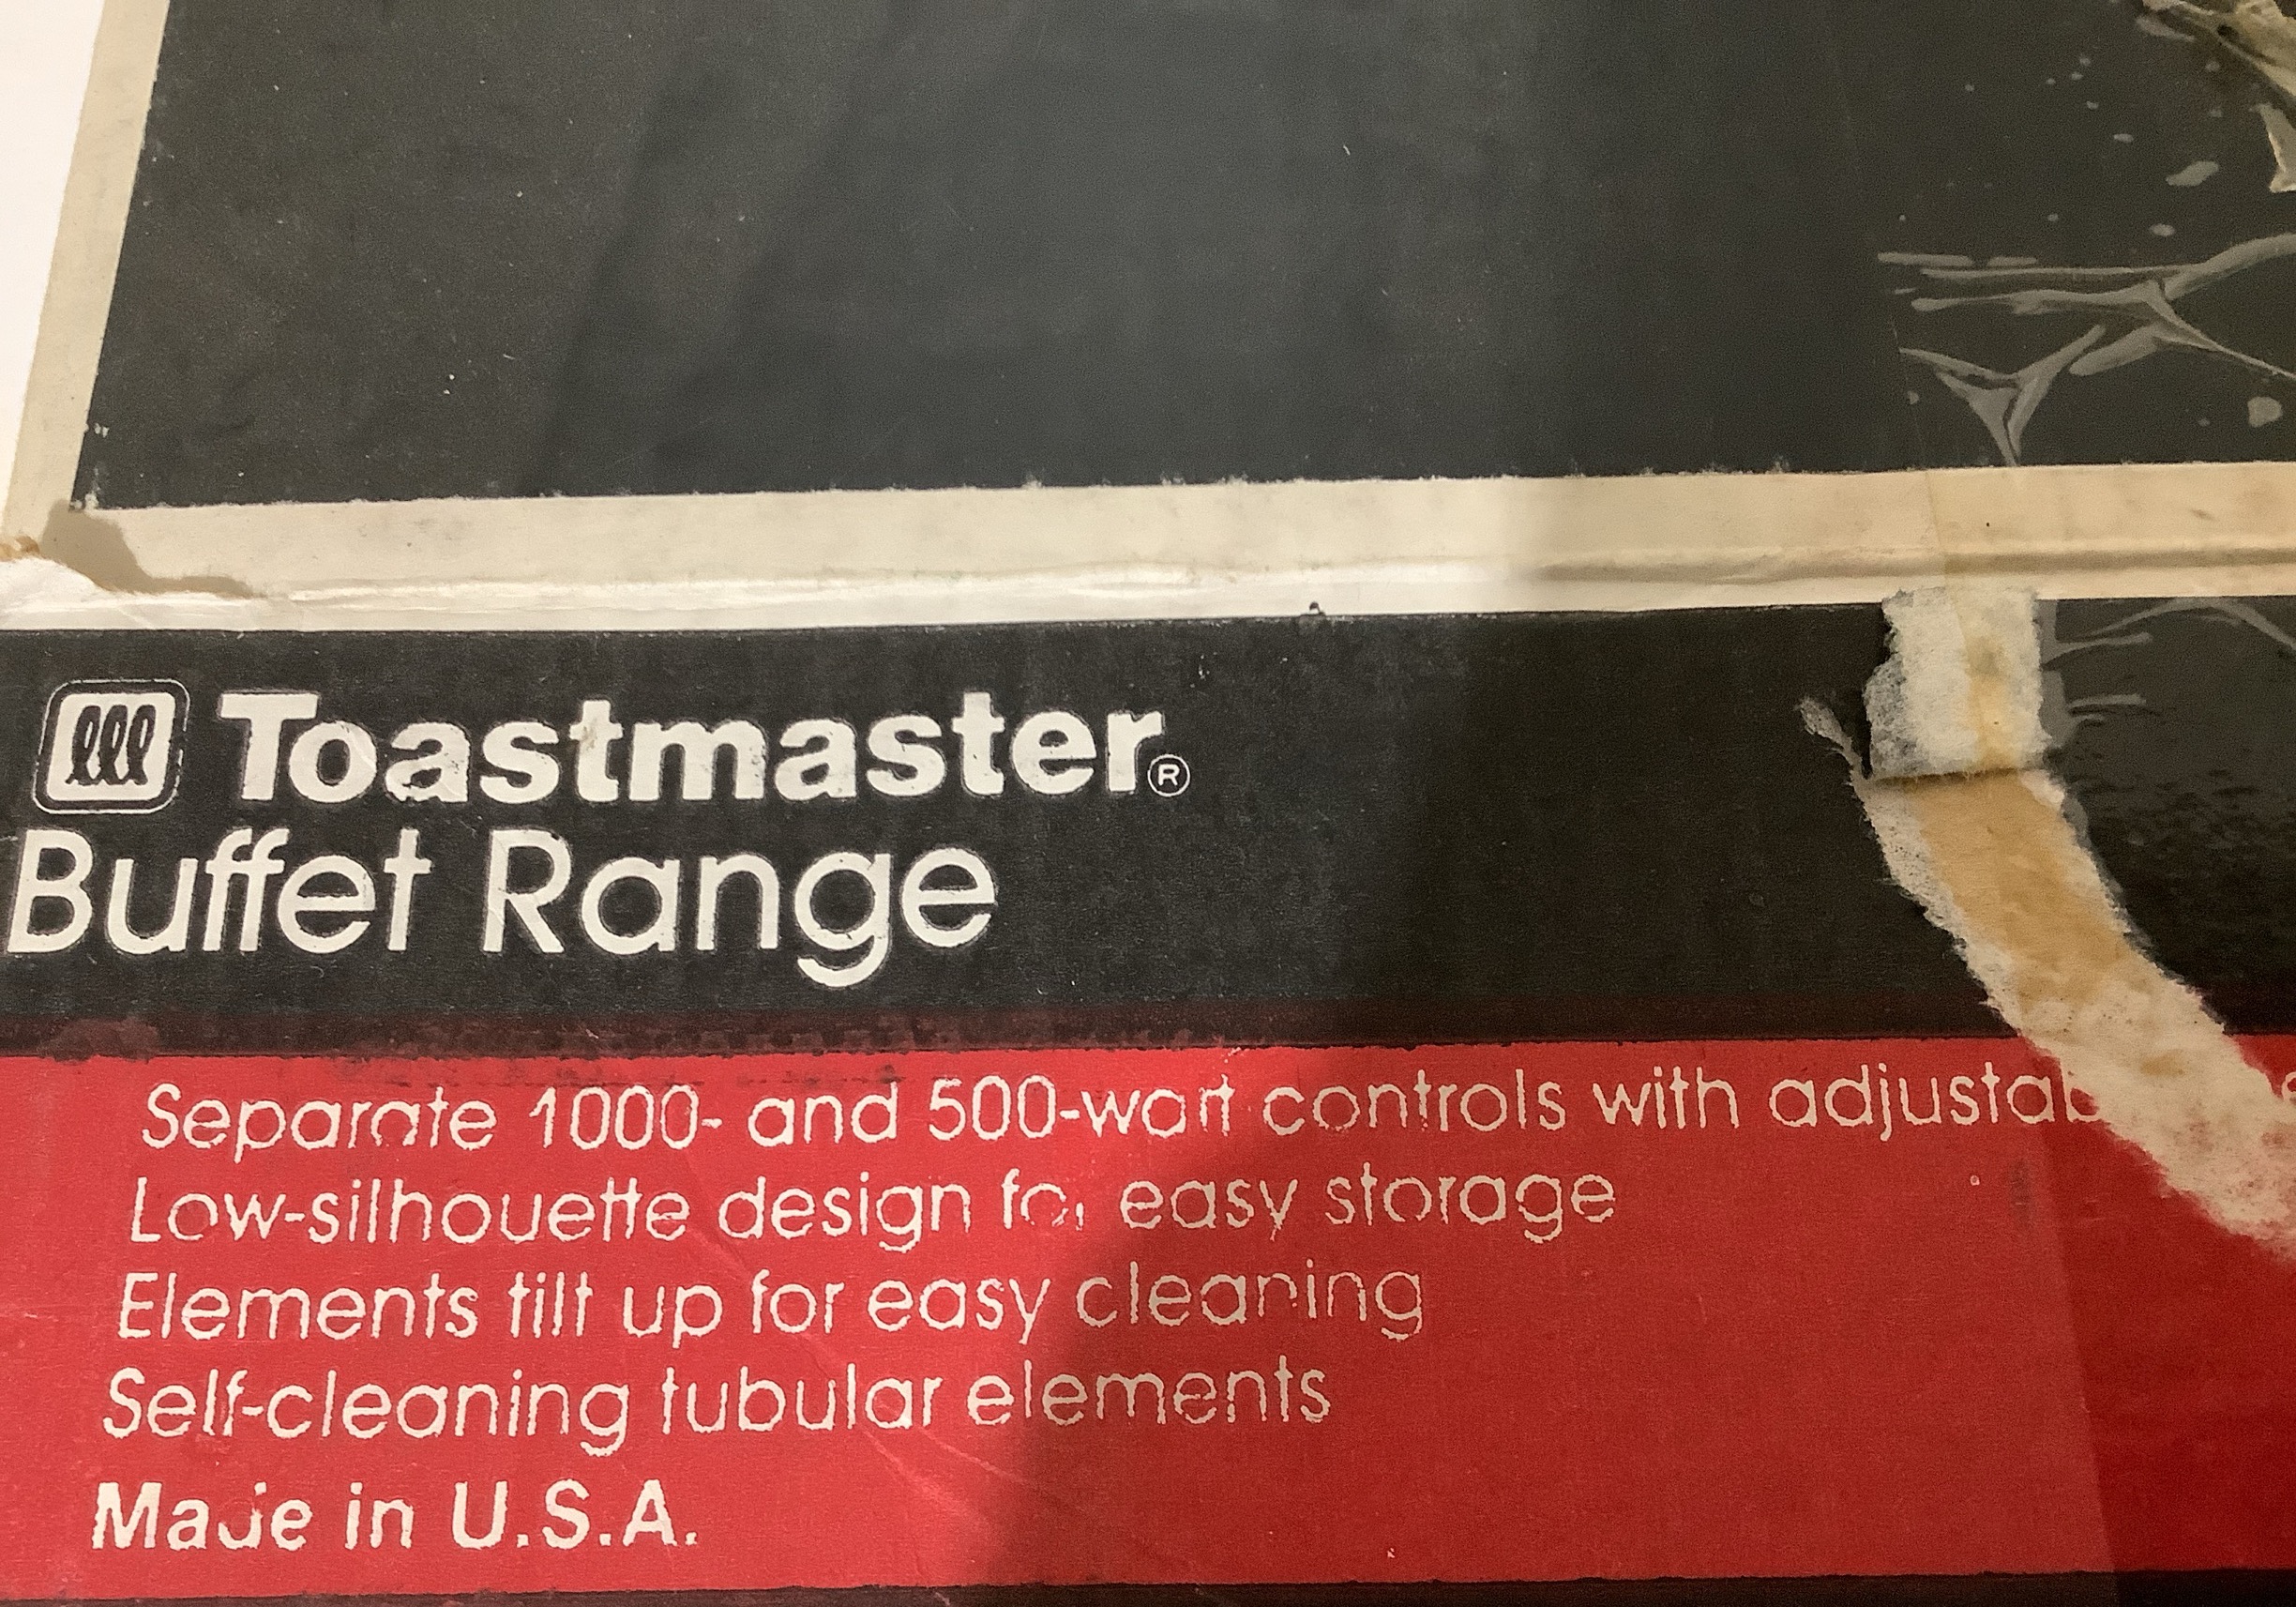 Toastmaster®
Buffet Range
Separate 1000- and 500-watt controls with
Low-silhouette design for easy storage
Elements tilt up for easy cleaning
Self-cleaning tubular elements
Made in U.S.A.